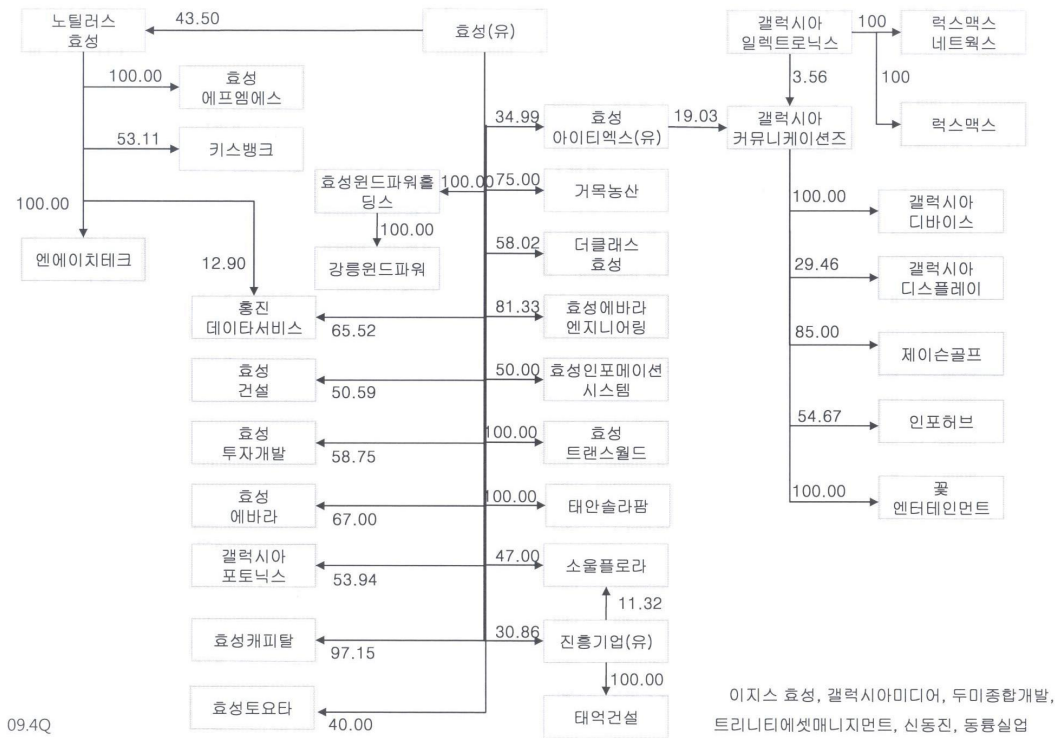 노틸러스
효성
43.50
효성(유)
갤럭시아
일렉트로닉스
100
럭스맥스
네트웍스
3.56
100
100.00
효성
에프엠에스
34.99
효성
아이티엑스(유)
19.03
갤럭시아
커뮤니케이션즈
럭스맥스
53.11
키스뱅크
효성윈드파워홀
딩스
100.00
75.00
거목농산
100.00
갤럭시아
디바이스
100.00
엔에이치테크
100.00
강릉윈드파워
58.02
더클래스
효성
29.46
갤럭시아
디스플레이
12.90
홍진
데이타서비스
65.52
81.33
효성에바라
엔지니어링
85.00
제이슨골프
효성
건설
50.59
50.00
효성인포메이션
시스템
54.67
인포허브
효성
투자개발
58.75
100.00
효성
트랜스월드
효성
에바라
67.00
100.00
태안솔라팜
100.00
꽃
엔터테인먼트
갤럭시아
포토닉스
53.94
47.00
소울플로라
11.32
효성캐피탈
97.15
30.86
진흥기업(유)
100.00
효성토요타
40.00
태억건설
이지스 효성, 갤럭시아미디어, 두미종합개발,
트리니티에셋매니지먼트, 신동진, 동륭실업
09.4Q